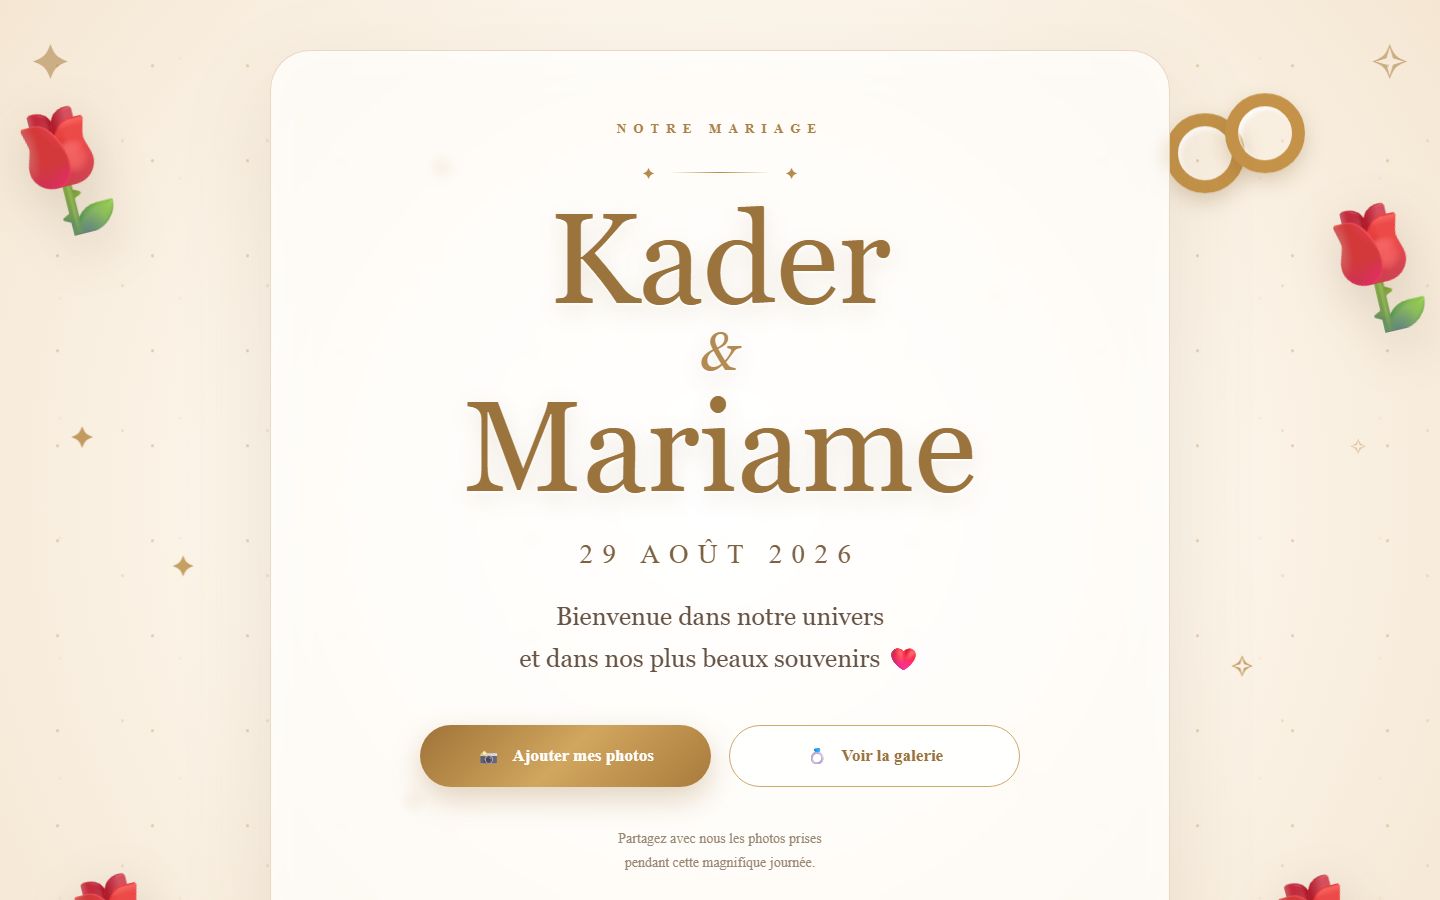 NOTRE MARIAGE
Kader
&
Mariame
29 AOÛT 2026
Bienvenue dans notre univers
et dans nos plus beaux souvenirs ❤️
📸 Ajouter mes photos
💍 Voir la galerie
Partagez avec nous les photos prises
pendant cette magnifique journée.